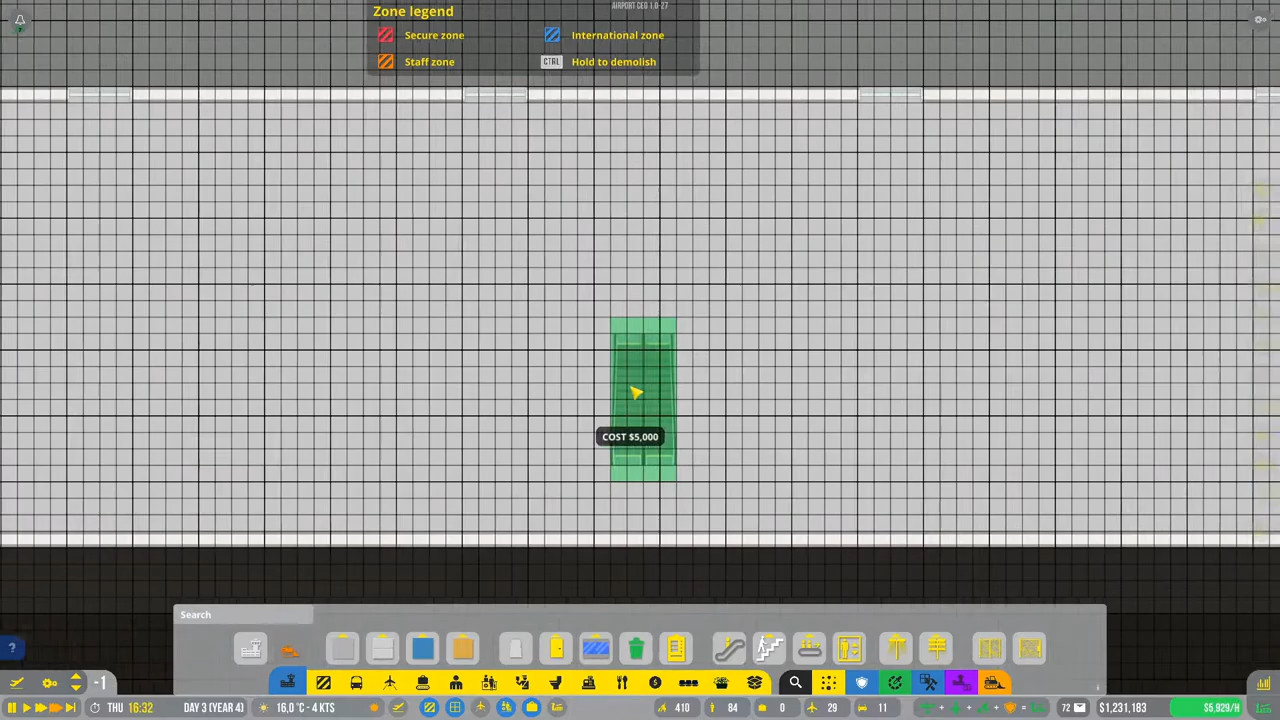 AIRPORT CEO 1.0-27
Zone legend
Secure zone
International zone
Staff zone
CTRL
Hold to demolish
COST $5,000
Search
?
-1
THU 16:32
DAY 3 (YEAR 4)
16,0°C - 4 KTS
410
84
0
29
11
72
$1,231,183
$5,929/H